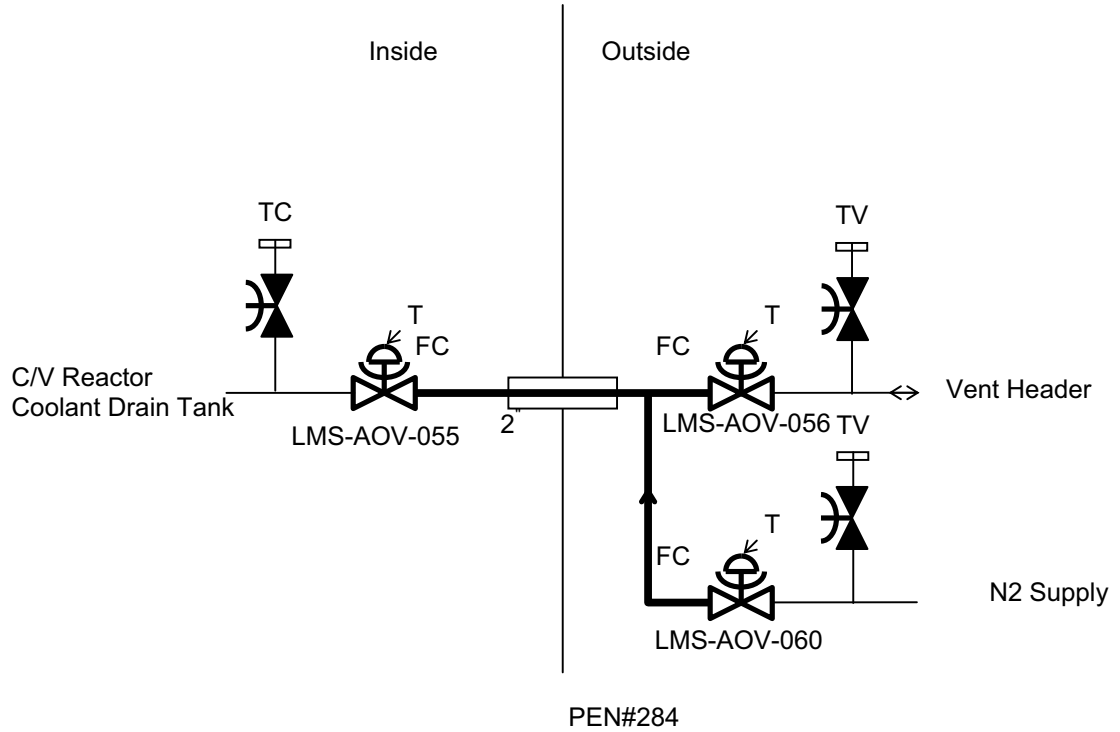 Inside
Outside
TC
TV
T
FC
FC
T
C/V Reactor
Coolant Drain Tank
Vent Header
2"
LMS-AOV-055
LMS-AOV-056
TV
T
FC
N2 Supply
LMS-AOV-060
PEN#284